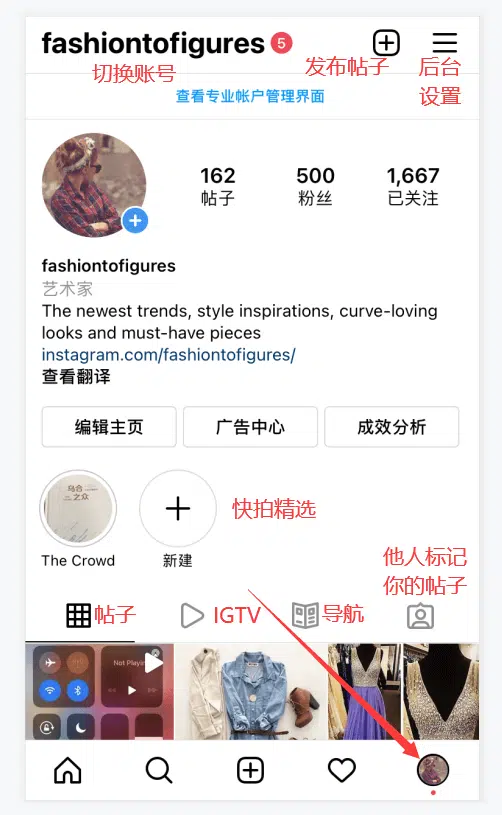 fashiontofigures 5
切换账号
发布帖子
后台
设置
查看专业帐户管理界面
162 500 1,667
帖子 粉丝 已关注
fashiontofigures
艺术家
The newest trends, style inspirations, curve-loving
looks and must-have pieces
instagram.com/fashiontofigures/
查看翻译
编辑主页 广告中心 成效分析
乌合
之众
快拍精选
The Crowd 新建
他人标记
你的帖子
帖子 IGTV 导航
Not Playing